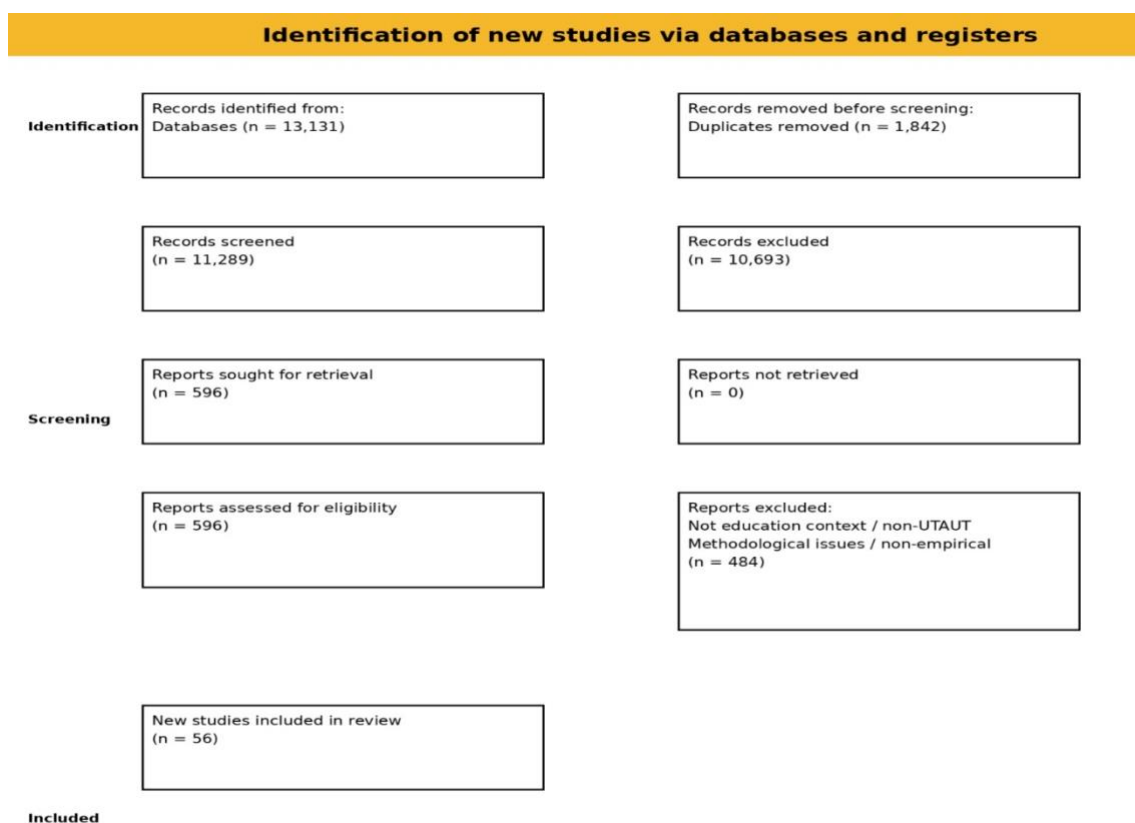 Identification of new studies via databases and registers
Identification
Records identified from:
Databases (n = 13,131)
Records removed before screening:
Duplicates removed (n = 1,842)
Records screened
(n = 11,289)
Records excluded
(n = 10,693)
Screening
Reports sought for retrieval
(n = 596)
Reports not retrieved
(n = 0)
Reports assessed for eligibility
(n = 596)
Reports excluded:
Not education context / non-UTAUT
Methodological issues / non-empirical
(n = 484)
New studies included in review
(n = 56)
Included